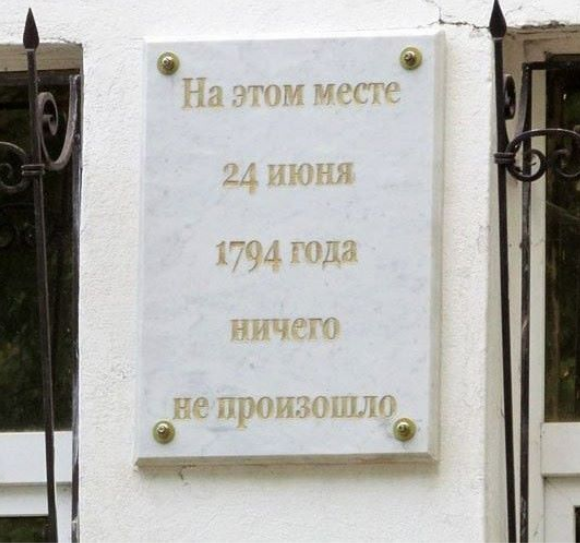 На этом месте
24 июня
1794 года
ничего
не произошло